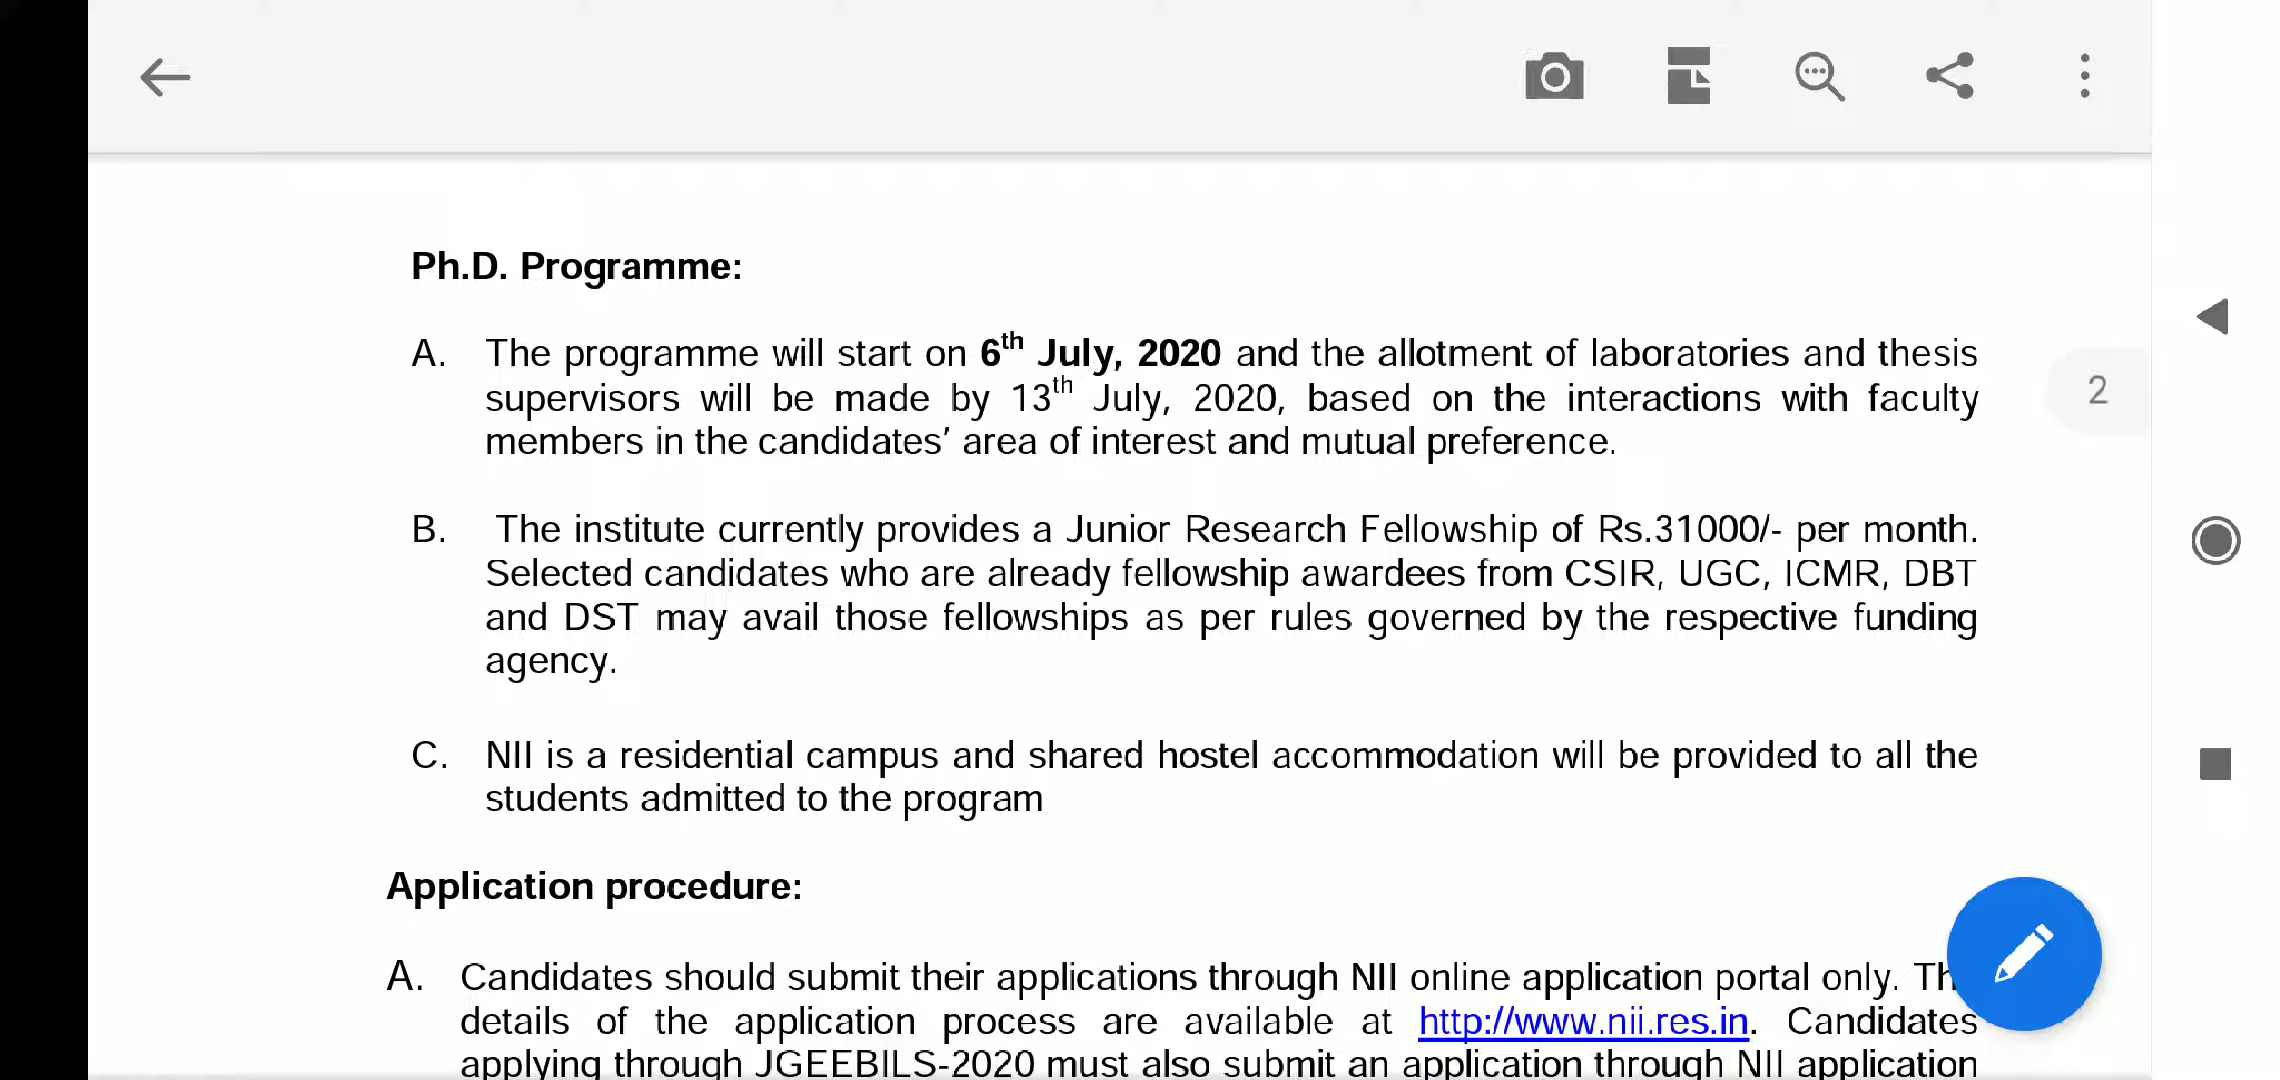 Ph.D. Programme:
A. The programme will start on 6th July, 2020 and the allotment of laboratories and thesis
2
supervisors will be made by 13th July, 2020, based on the interactions with faculty
members in the candidates' area of interest and mutual preference.
B. The institute currently provides a Junior Research Fellowship of Rs.31000/- per month.
Selected candidates who are already fellowship awardees from CSIR, UGC, ICMR, DBT
and DST may avail those fellowships as per rules governed by the respective funding
agency.
C. NII is a residential campus and shared hostel accommodation will be provided to all the
students admitted to the program
Application procedure:
A. Candidates should submit their applications through NII online application portal only.
details of the application process are available at http://www.nii.res.in. Candidates
applying through JGEEBILS-2020 must also submit an application through NII application